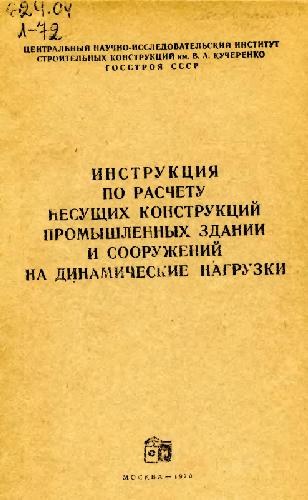 624.04
Л-72
ЦЕНТРАЛЬНЫЙ НАУЧНО-ИССЛЕДОВАТЕЛЬСКИЙ ИНСТИТУТ
СТРОИТЕЛЬНЫХ КОНСТРУКЦИЙ им. В. А. КУЧЕРЕНКО
ГОССТРОЯ СССР
ИНСТРУКЦИЯ
ПО РАСЧЕТУ
НЕСУЩИХ КОНСТРУКЦИЙ
ПРОМЫШЛЕННЫХ ЗДАНИИ
И СООРУЖЕНИЙ
НА ДИНАМИЧЕСКИЕ НАГРУЗКИ
МОСКВА — 1970